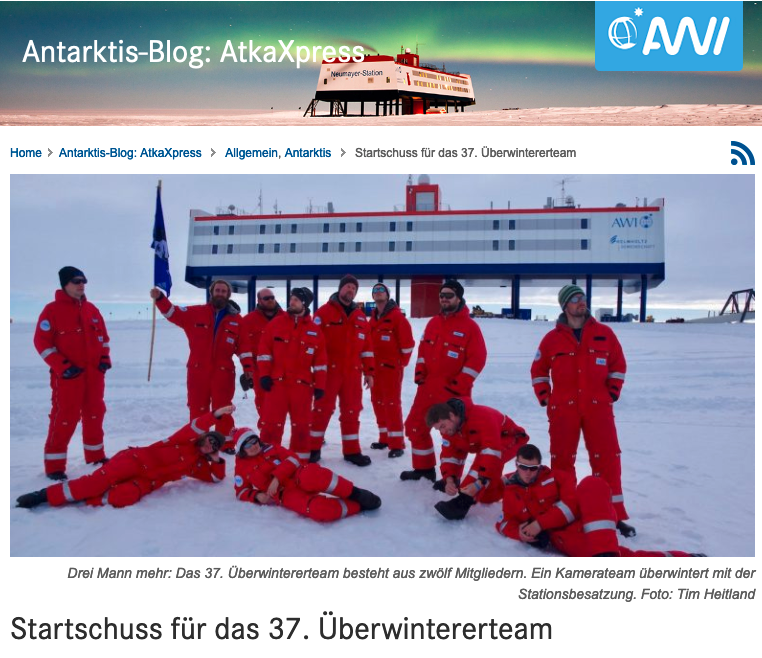 Antarktis-Blog: AtkaXpress
AWI
Neumayer-Station
Home > Antarktis-Blog: AtkaXpress > Allgemein, Antarktis > Startschuss für das 37. Überwintererteam
AWI
HELMHOLTZ
Drei Mann mehr: Das 37. Überwintererteam besteht aus zwölf Mitgliedern. Ein Kamerateam überwintert mit der
Stationsbesatzung. Foto: Tim Heitland
Startschuss für das 37. Überwintererteam